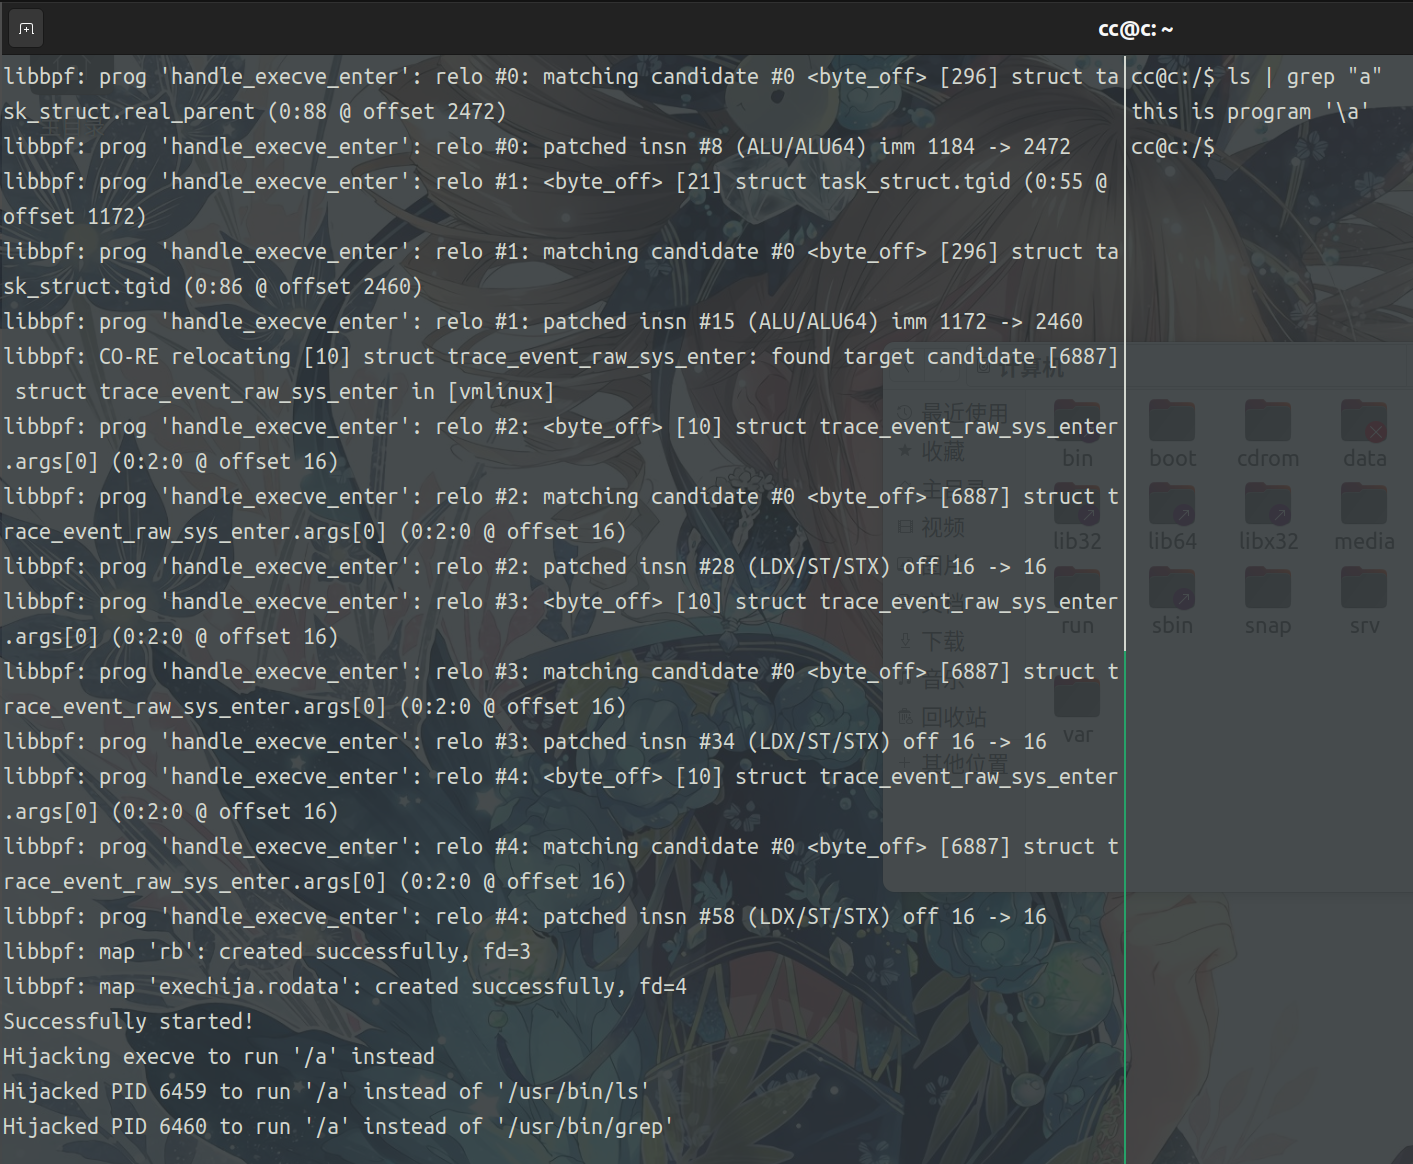 cc@c: ~
libbpf: prog 'handle_execve_enter': relo #0: matching candidate #0 <byte_off> [296] struct ta
sk_struct.real_parent (0:88 @ offset 2472)
libbpf: prog 'handle_execve_enter': relo #0: patched insn #8 (ALU/ALU64) imm 1184 -> 2472
libbpf: prog 'handle_execve_enter': relo #1: <byte_off> [21] struct task_struct.tgid (0:55 @
offset 1172)
libbpf: prog 'handle_execve_enter': relo #1: matching candidate #0 <byte_off> [296] struct ta
sk_struct.tgid (0:86 @ offset 2460)
libbpf: prog 'handle_execve_enter': relo #1: patched insn #15 (ALU/ALU64) imm 1172 -> 2460
libbpf: CO-RE relocating [10] struct trace_event_raw_sys_enter: found target candidate [6887]
 struct trace_event_raw_sys_enter in [vmlinux]
libbpf: prog 'handle_execve_enter': relo #2: <byte_off> [10] struct trace_event_raw_sys_enter
.args[0] (0:2:0 @ offset 16)
libbpf: prog 'handle_execve_enter': relo #2: matching candidate #0 <byte_off> [6887] struct t
race_event_raw_sys_enter.args[0] (0:2:0 @ offset 16)
libbpf: prog 'handle_execve_enter': relo #2: patched insn #28 (LDX/ST/STX) off 16 -> 16
libbpf: prog 'handle_execve_enter': relo #3: <byte_off> [10] struct trace_event_raw_sys_enter
.args[0] (0:2:0 @ offset 16)
libbpf: prog 'handle_execve_enter': relo #3: matching candidate #0 <byte_off> [6887] struct t
race_event_raw_sys_enter.args[0] (0:2:0 @ offset 16)
libbpf: prog 'handle_execve_enter': relo #3: patched insn #34 (LDX/ST/STX) off 16 -> 16
libbpf: prog 'handle_execve_enter': relo #4: <byte_off> [10] struct trace_event_raw_sys_enter
.args[0] (0:2:0 @ offset 16)
libbpf: prog 'handle_execve_enter': relo #4: matching candidate #0 <byte_off> [6887] struct t
race_event_raw_sys_enter.args[0] (0:2:0 @ offset 16)
libbpf: prog 'handle_execve_enter': relo #4: patched insn #58 (LDX/ST/STX) off 16 -> 16
libbpf: map 'rb': created successfully, fd=3
libbpf: map 'exechija.rodata': created successfully, fd=4
Successfully started!
Hijacking execve to run '/a' instead
Hijacked PID 6459 to run '/a' instead of '/usr/bin/ls'
Hijacked PID 6460 to run '/a' instead of '/usr/bin/grep'
cc@c:/$ ls | grep "a"
this is program '\a'
cc@c:/$
计算机
最近使用
收藏
主目录
视频
下载
音乐
回收站
其他位置
bin boot cdrom data
lib32 lib64 libx32 media
run sbin snap srv
var